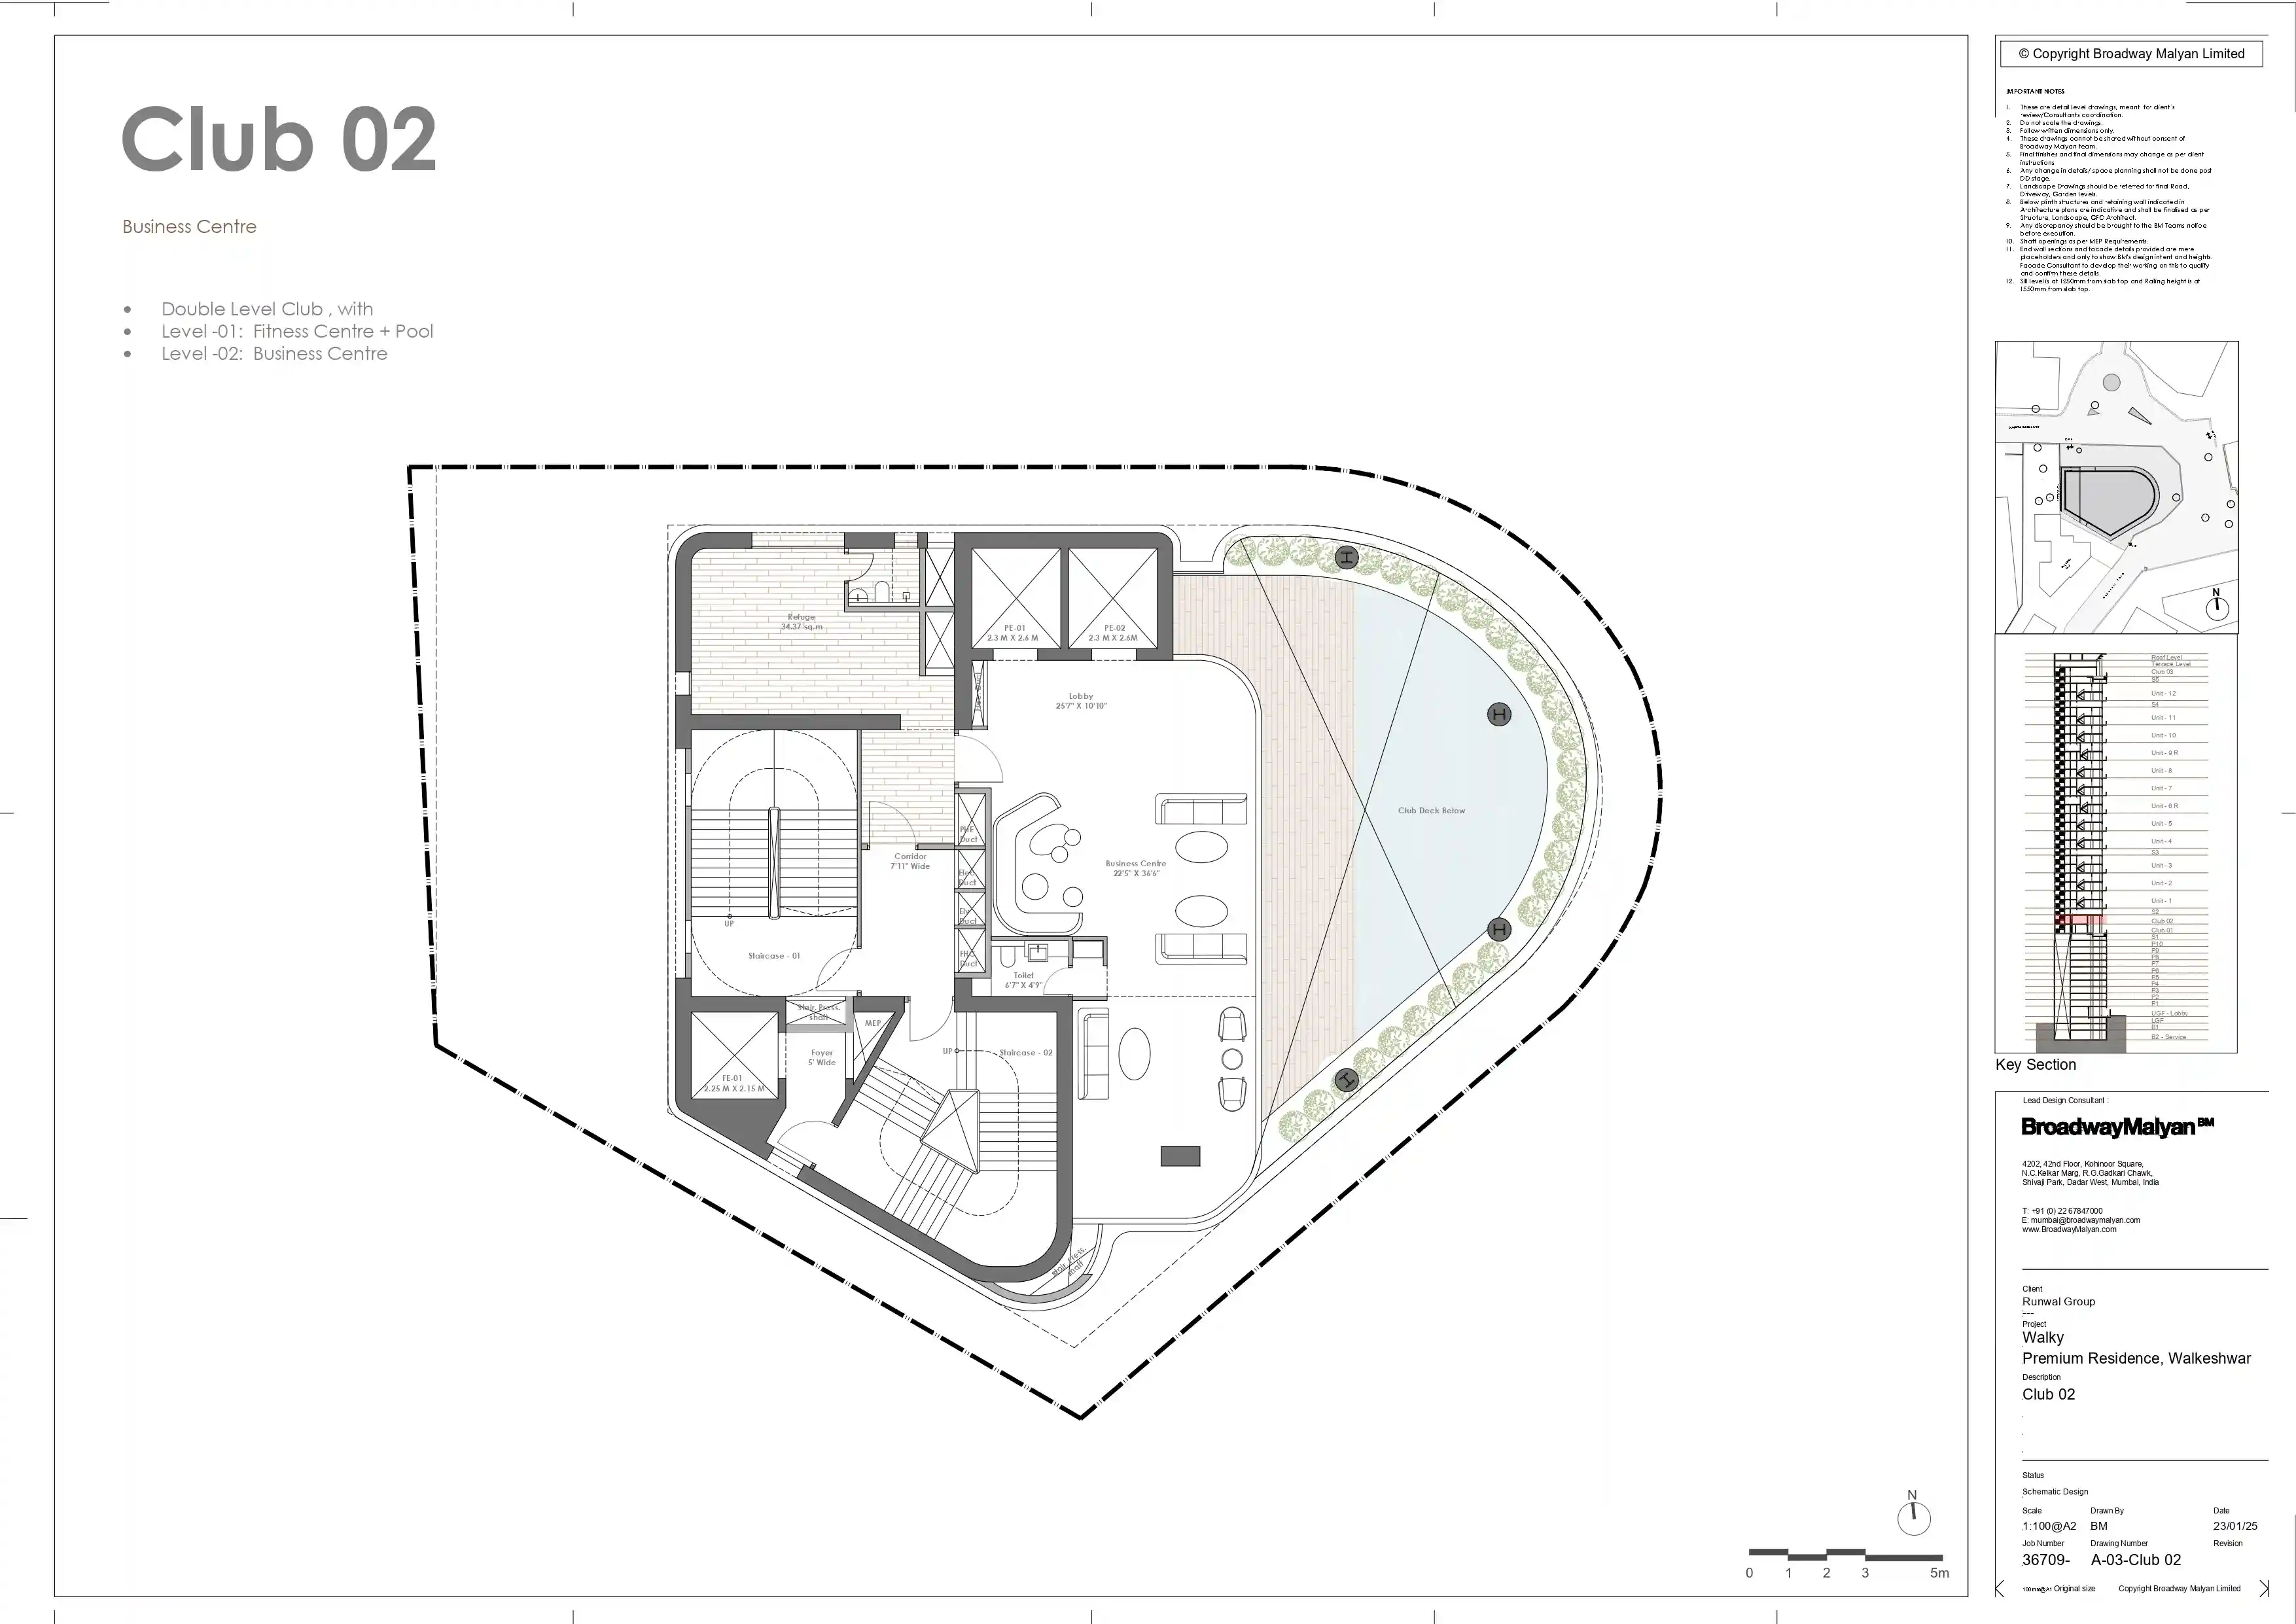 Club 02
Business Centre
• Double Level Club , with
• Level -01: Fitness Centre + Pool
• Level -02: Business Centre
Refuge
34.37 sq.m
PE-01
2.3 M X 2.6 M
PE-02
2.3 M X 2.6M
Lobby
25'7" X 10'10"
Club Deck Below
PHE
Duct
Corridor
7'11" Wide
Business Centre
22'5" X 36'6"
Duct
Duct
UP
Staircase - 01
Duct
Toilet
6'7" X 4'9"
Stair. Press.
shaft
MEP
Foyer
5' Wide
UP
Staircase - 02
FE-01
2.25 M X 2.15 M
Stair. Press.
shaft
N
0 1 2 3 5m
© Copyright Broadway Malyan Limited
IMPORTANT NOTES
1. These are detail level drawings, meant for client's
review/Consultants coordination.
2. Do not scale the drawings.
3. Follow written dimensions only.
4. These drawings cannot be shared without consent of
Broadway Malyan team.
5. Final finishes and final dimensions may change as per client
instructions
6. Any change in details/ space planning shall not be done post
DD stage.
7. Landscape Drawings should be referred for final Road,
Driveway, Garden levels.
8. Below plinth structures and retaining wall indicated in
Architecture plans are indicative and shall be finalised as per
Structure, Landscape, GFC Architect.
9. Any discrepancy should be brought to the BM Teams notice
before execution.
10. Shaft openings as per MEP Requirements.
11. End wall sections and facade details provided are mere
placeholders and only to show BM's design intent and heights.
Facade Consultant to develop their working on this to qualify
and confirm these details.
12. Sill level is at 1250mm from slab top and Railing height is at
1550mm from slab top.
N
Roof Level
Terrace Level
Club 03
S5
Unit - 12
S4
Unit - 11
Unit - 10
Unit - 9 R
Unit - 8
Unit - 7
Unit - 6 R
Unit - 5
Unit - 4
S3
Unit - 3
Unit - 2
Unit - 1
S2
Club 02
Club 01
S1
P10
P9
P8
P7
P6
P5
P4
P3
P2
P1
UGF - Lobby
LGF
B1
B2 - Service
Key Section
Lead Design Consultant :
BroadwayMalyan BM
4202, 42nd Floor, Kohinoor Square,
N.C.Kelkar Marg, R.G.Gadkari Chawk,
Shivaji Park, Dadar West, Mumbai, India
T: +91 (0) 22 67847000
E: mumbai@broadwaymalyan.com
www.BroadwayMalyan.com
Client
Runwal Group
---
Project
Walky
Premium Residence, Walkeshwar
Description
Club 02
Status
Schematic Design
Scale Drawn By Date
1:100@A2 BM 23/01/25
Job Number Drawing Number Revision
36709- A-03-Club 02
100mm@A1 Original size Copyright Broadway Malyan Limited